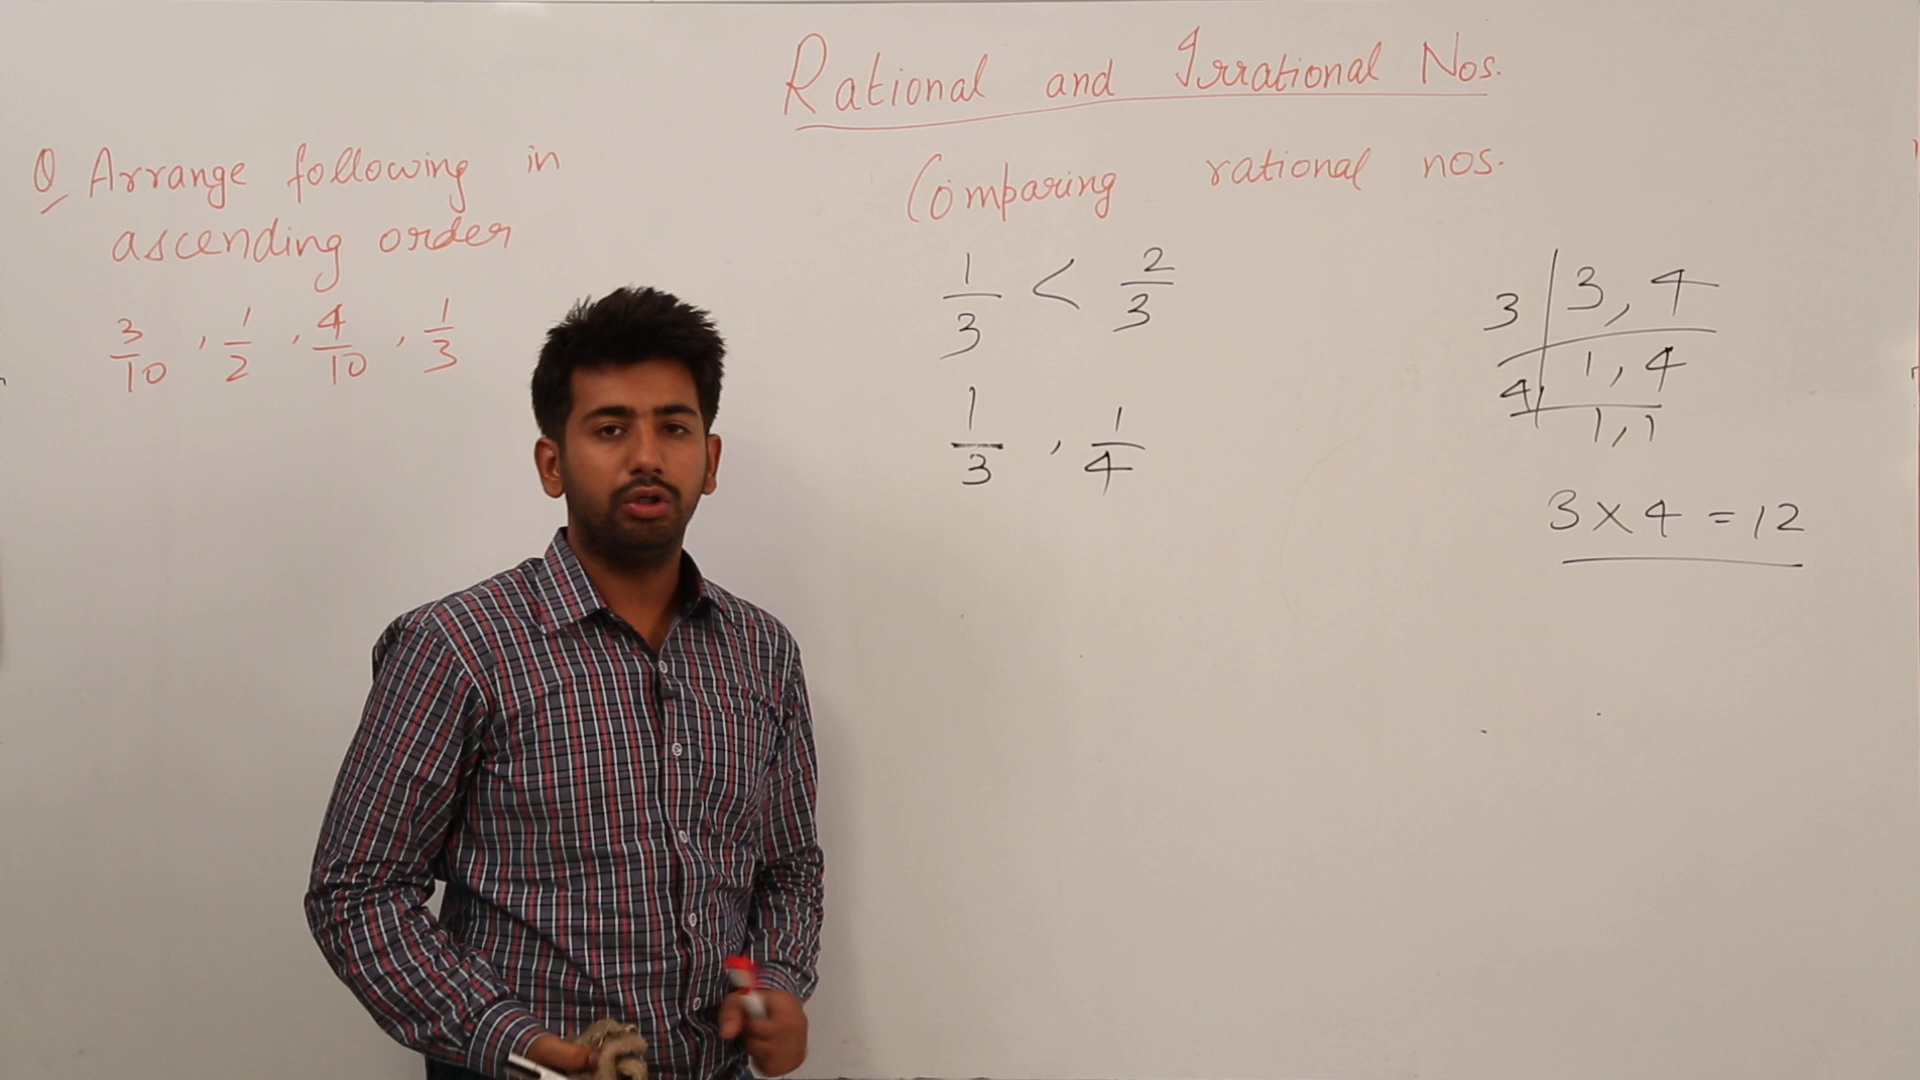 Rational and Irrational Nos.
Q Arrange following in
ascending order
3/10 , 1/2 , 4/10 , 1/3
Comparing rational nos.
1/3 < 2/3
1/3 , 1/4
3 | 3, 4
4 | 1, 4
1, 1
3 × 4 = 12